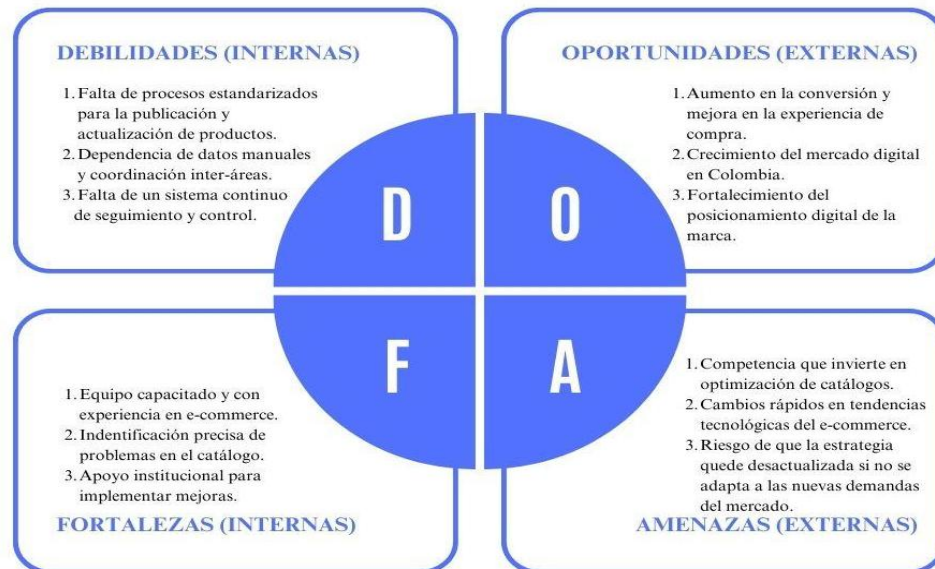 DEBILIDADES (INTERNAS)
1. Falta de procesos estandarizados
para la publicación y
actualización de productos.
2. Dependencia de datos manuales
y coordinación inter-áreas.
3. Falta de un sistema continuo
de seguimiento y control.
OPORTUNIDADES (EXTERNAS)
1. Aumento en la conversión y
mejora en la experiencia de
compra.
2. Crecimiento del mercado digital
en Colombia.
3. Fortalecimiento del
posicionamiento digital de la
marca.
D
O
F
A
1. Equipo capacitado y con
experiencia en e-commerce.
2. Indentificación precisa de
problemas en el catálogo.
3. Apoyo institucional para
implementar mejoras.
FORTALEZAS (INTERNAS)
1. Competencia que invierte en
optimización de catálogos.
2. Cambios rápidos en tendencias
tecnológicas del e-commerce.
3. Riesgo de que la estrategia
quede desactualizada si no se
adapta a las nuevas demandas
del mercado.
AMENAZAS (EXTERNAS)